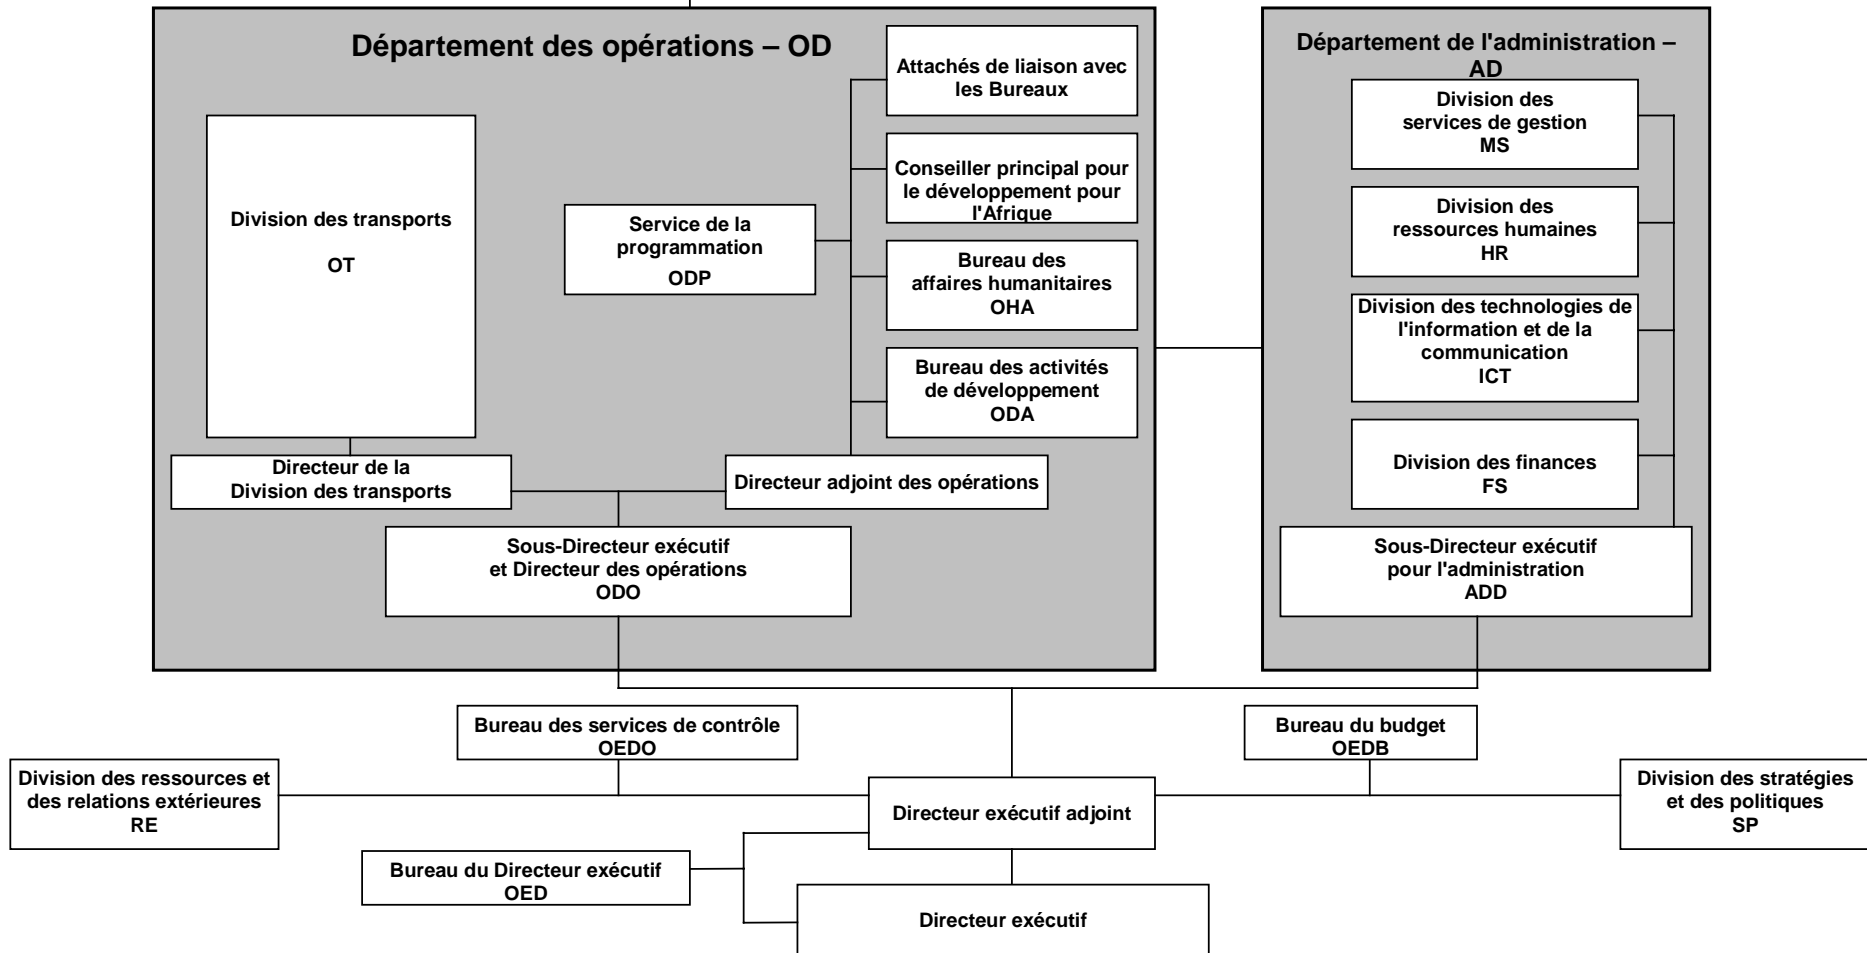 Département des opérations – OD
Attachés de liaison avec
les Bureaux
Division des transports
OT
Service de la
programmation
ODP
Conseiller principal pour
le développement pour
l'Afrique
Bureau des
affaires humanitaires
OHA
Bureau des activités
de développement
ODA
Directeur de la
Division des transports
Directeur adjoint des opérations
Sous-Directeur exécutif
et Directeur des opérations
ODO
Département de l'administration –
AD
Division des
services de gestion
MS
Division des
ressources humaines
HR
Division des technologies de
l'information et de la
communication
ICT
Division des finances
FS
Sous-Directeur exécutif
pour l'administration
ADD
Bureau des services de contrôle
OEDO
Bureau du budget
OEDB
Division des ressources et
des relations extérieures
RE
Directeur exécutif adjoint
Division des stratégies
et des politiques
SP
Bureau du Directeur exécutif
OED
Directeur exécutif